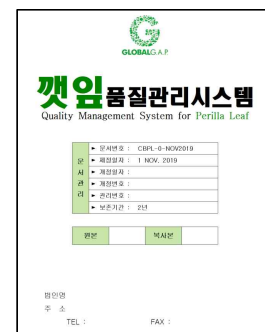 GLOBALG.A.P.
깻잎품질관리시스템
Quality Management System for Perilla Leaf
문서관리
► 문서번호 : CBPL-0-NOV2019
► 제정일자 : 1 NOV. 2019
► 개정일자 :
► 개정번호 :
► 관리번호 :
► 보존기간 : 2년
원본 복사본
법인명
주 소
TEL : FAX :